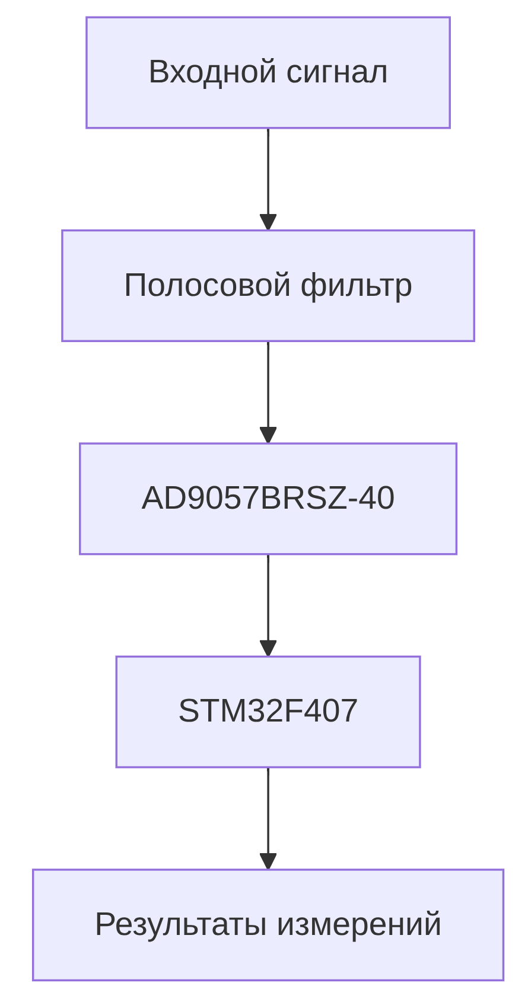 Входной сигнал
Полосовой фильтр
AD9057BRSZ-40
STM32F407
Результаты измерений